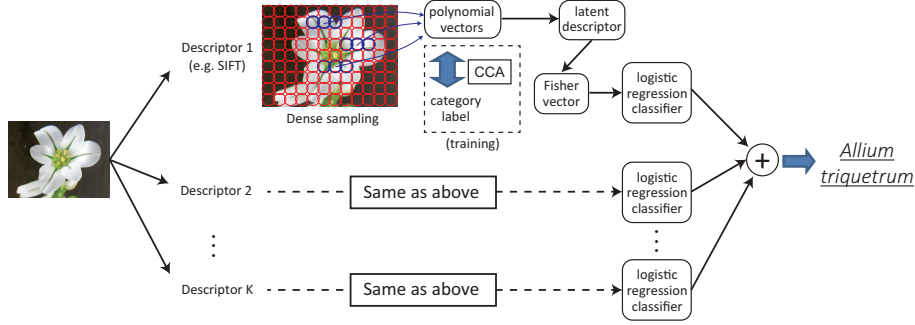 Descriptor 1
(e.g. SIFT)
Dense sampling
polynomial
vectors
latent
descriptor
CCA
category
label
(training)
Fisher
vector
logistic
regression
classifier
+
Allium
triquetrum
Descriptor 2
Same as above
logistic
regression
classifier
Descriptor K
Same as above
logistic
regression
classifier